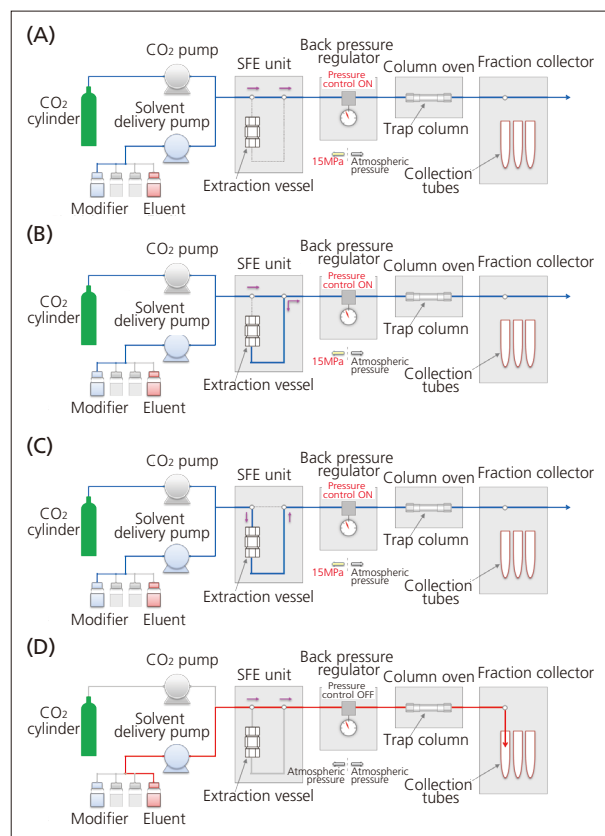 (A)
CO2 pump
SFE unit
Back pressure
regulator
Pressure
control ON
Column oven
Fraction collector
CO2
cylinder
Solvent
delivery pump
Modifier
Eluent
Extraction vessel
15MPa
Atmospheric
pressure
Trap column
Collection
tubes
(B)
CO2 pump
SFE unit
Back pressure
regulator
Pressure
control ON
Column oven
Fraction collector
CO2
cylinder
Solvent
delivery pump
Modifier
Eluent
Extraction vessel
15MPa
Atmospheric
pressure
Trap column
Collection
tubes
(C)
CO2 pump
SFE unit
Back pressure
regulator
Pressure
control ON
Column oven
Fraction collector
CO2
cylinder
Solvent
delivery pump
Modifier
Eluent
Extraction vessel
15MPa
Atmospheric
pressure
Trap column
Collection
tubes
(D)
CO2 pump
SFE unit
Back pressure
regulator
Pressure
control OFF
Column oven
Fraction collector
CO2
cylinder
Solvent
delivery pump
Modifier
Eluent
Extraction vessel
Atmospheric
pressure
Atmospheric
pressure
Trap column
Collection
tubes